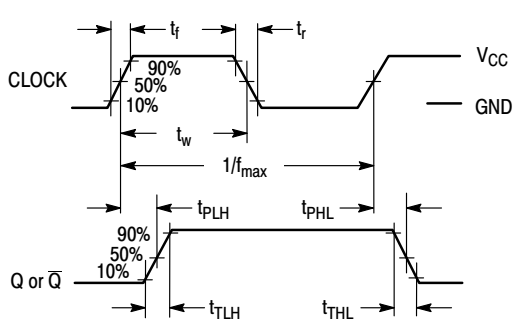 t_f t_r
CLOCK 90% 50% 10% V_CC
GND
t_w
1/f_max
t_PLH t_PHL
Q or Q̅ 90% 50% 10%
t_TLH t_THL